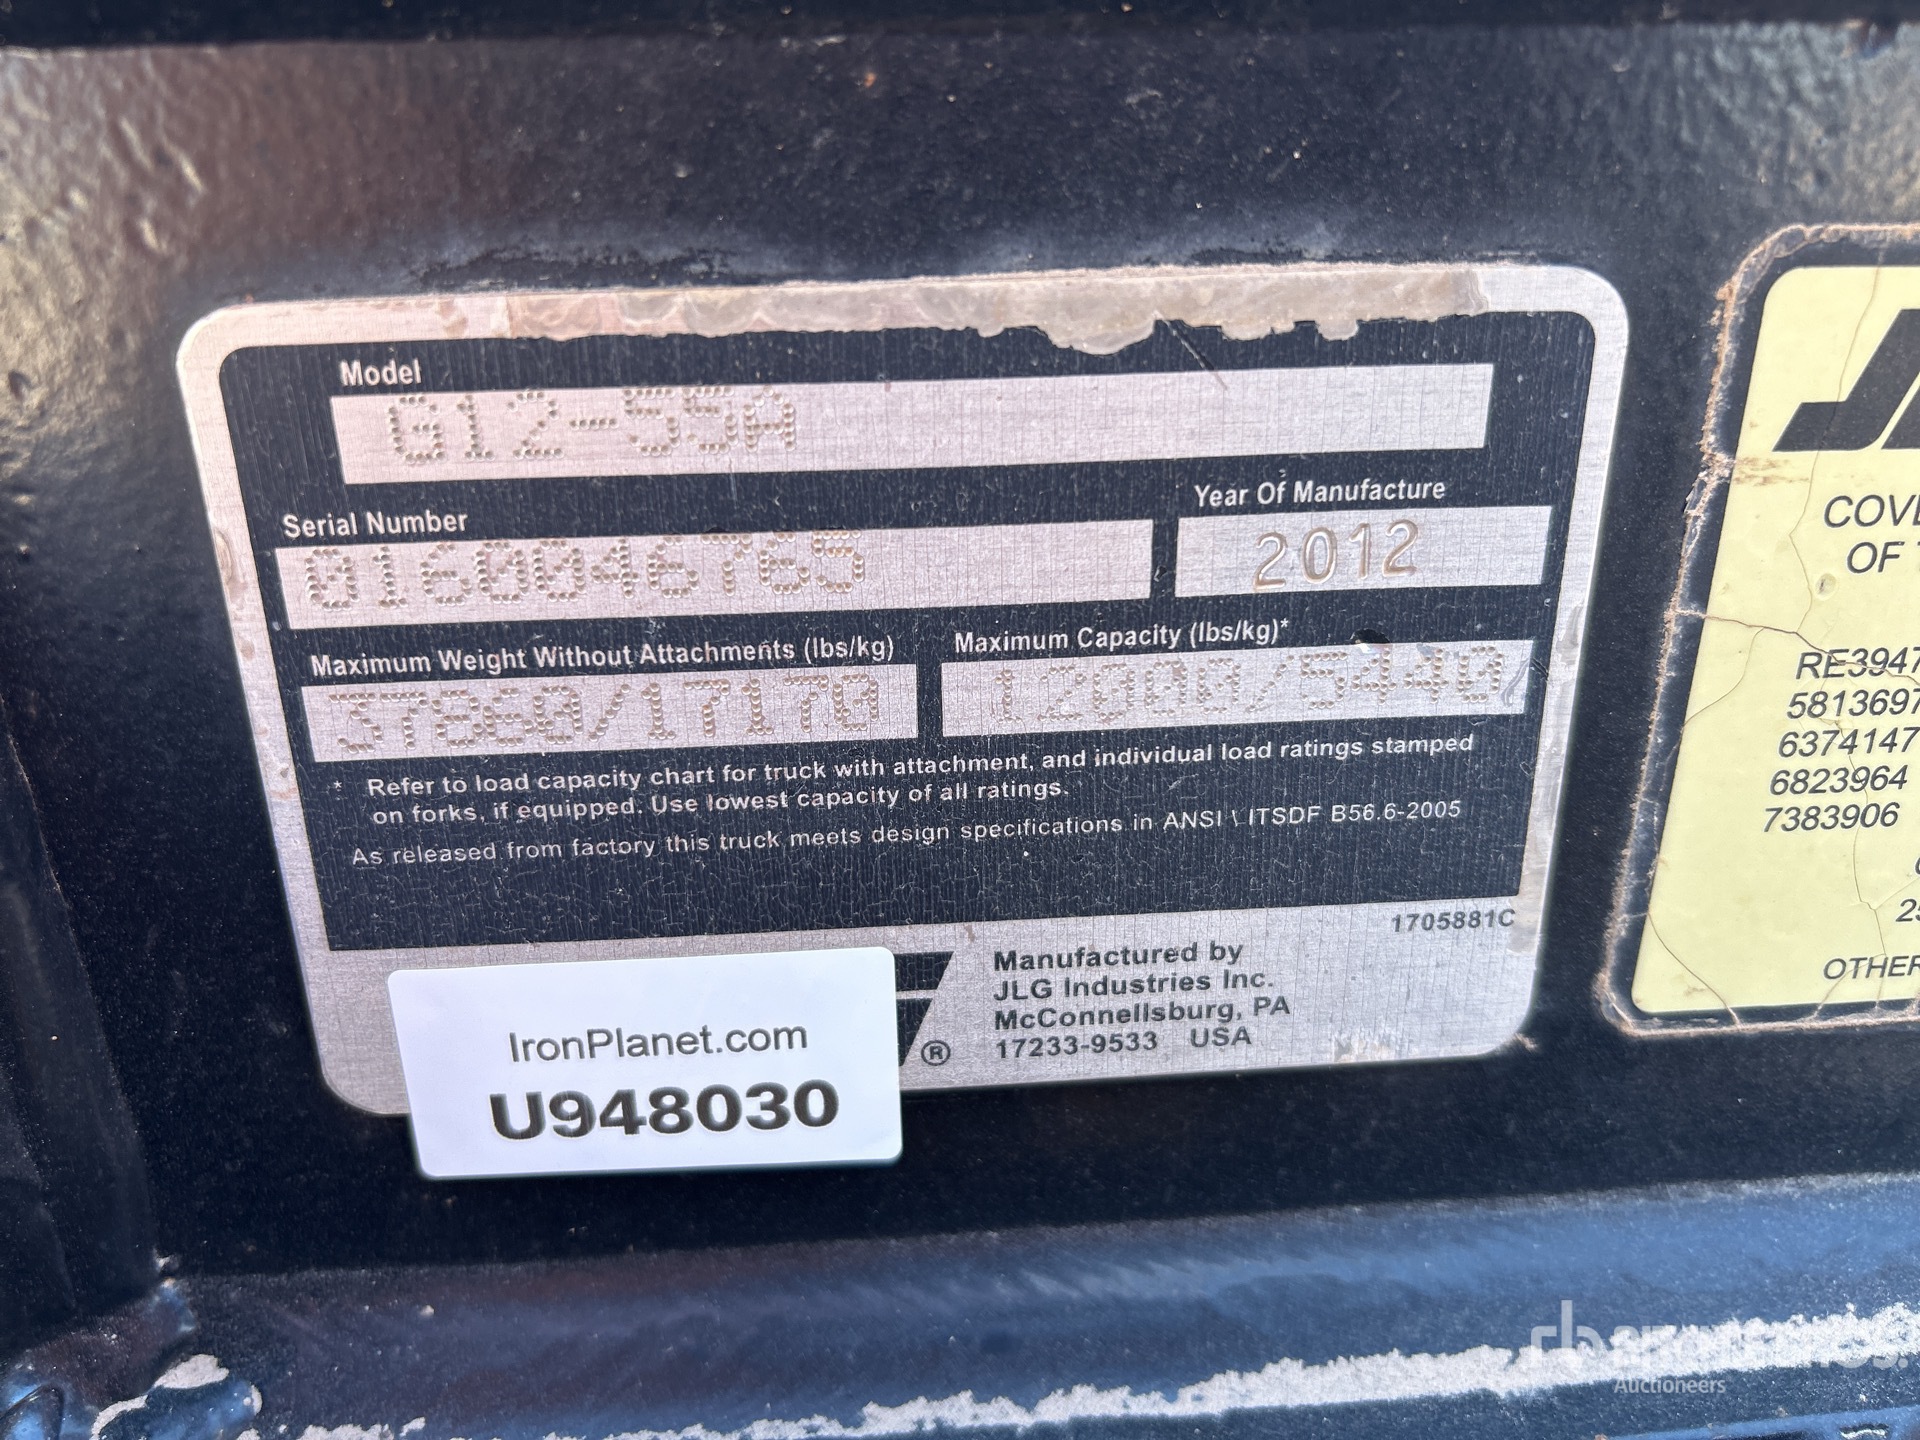 Model
G12-55A
Serial Number
0160046765
Year Of Manufacture
2012
Maximum Weight Without Attachments (lbs/kg)
37860/17170
Maximum Capacity (lbs/kg)*
12000/5440
* Refer to load capacity chart for truck with attachment, and individual load ratings stamped
on forks, if equipped. Use lowest capacity of all ratings.
As released from factory this truck meets design specifications in ANSI \ ITSDF B56.6-2005
1705881C
Manufactured by
JLG Industries Inc.
McConnellsburg, PA
17233-9533 USA
®
IronPlanet.com
U948030
OF
RE3947
5813697
6374147
6823964
7383906
OTHER
rb
Auctioneers